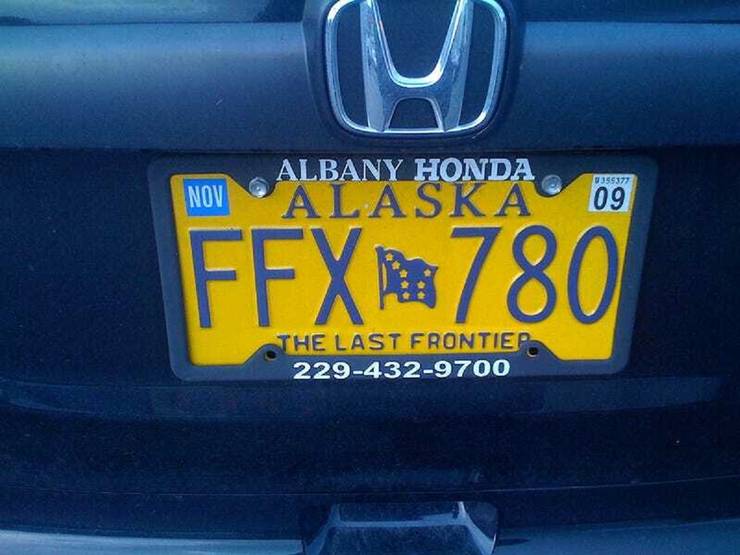 ALBANY HONDA
NOV ALASKA 09
FFX 780
THE LAST FRONTIER
229-432-9700